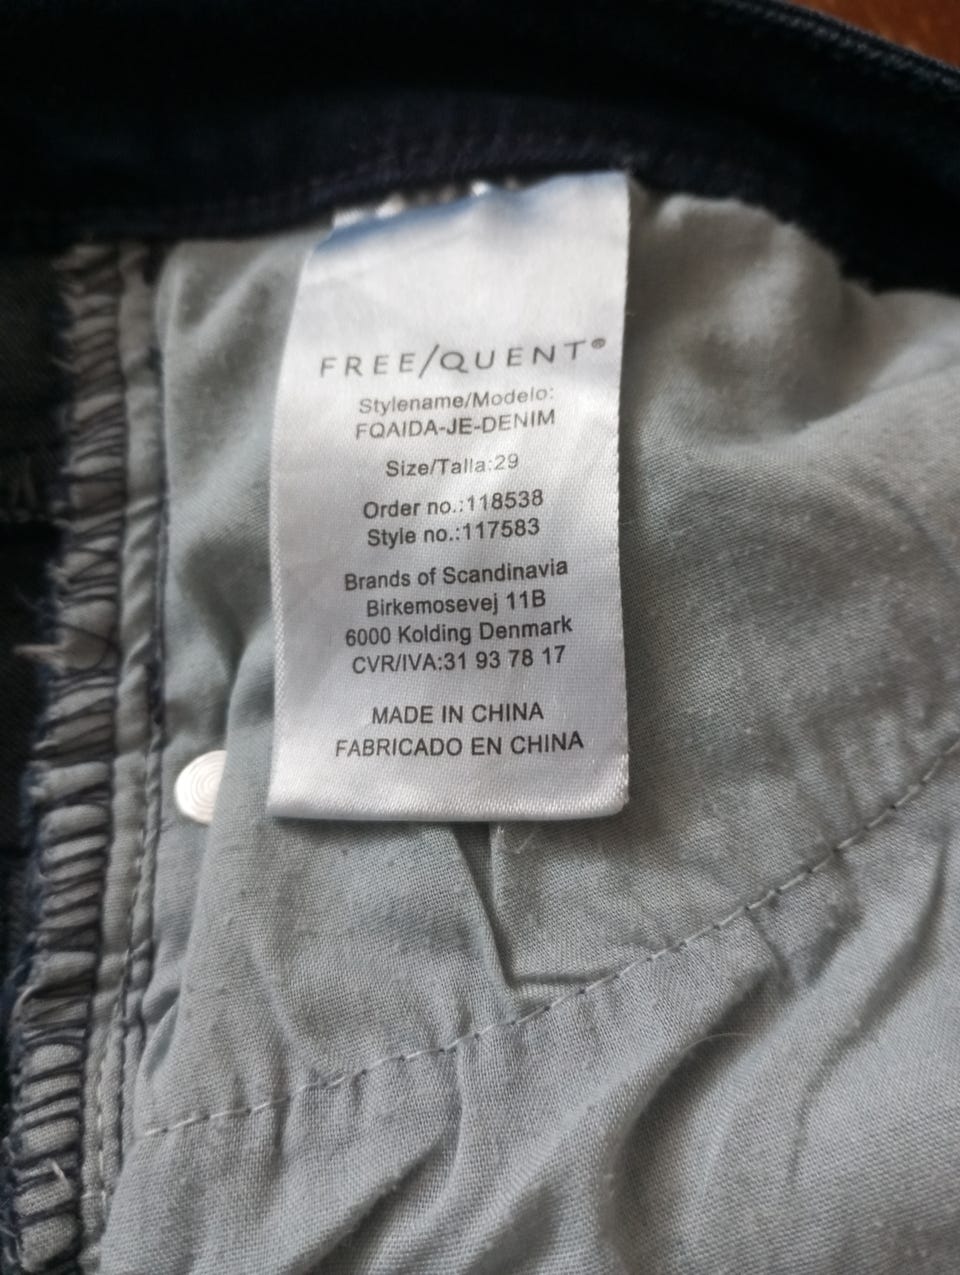 FREE/QUENT®
Stylename/Modelo:
FQAIDA-JE-DENIM
Size/Talla:29
Order no.:118538
Style no.:117583
Brands of Scandinavia
Birkemosevej 11B
6000 Kolding Denmark
CVR/IVA:31 93 78 17
MADE IN CHINA
FABRICADO EN CHINA